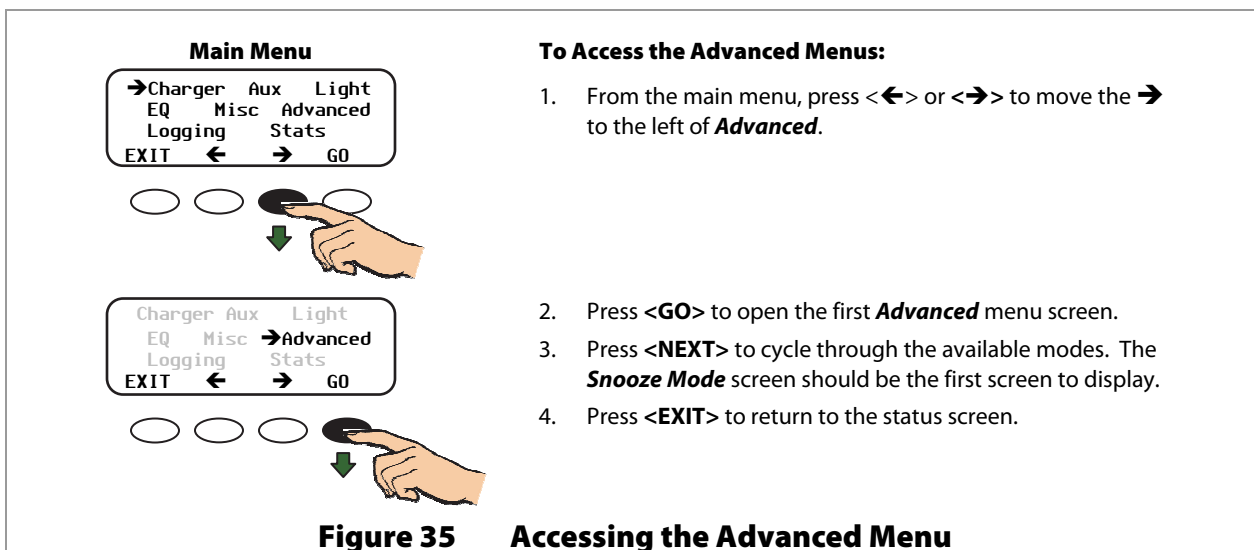 Main Menu
➔Charger Aux Light
EQ Misc Advanced
Logging Stats
EXIT ← → GO
To Access the Advanced Menus:
1. From the main menu, press <←> or <➔> to move the ➔
to the left of Advanced.
Charger Aux Light
EQ Misc ➔Advanced
Logging Stats
EXIT ← → GO
2. Press <GO> to open the first Advanced menu screen.
3. Press <NEXT> to cycle through the available modes. The
Snooze Mode screen should be the first screen to display.
4. Press <EXIT> to return to the status screen.
Figure 35 Accessing the Advanced Menu